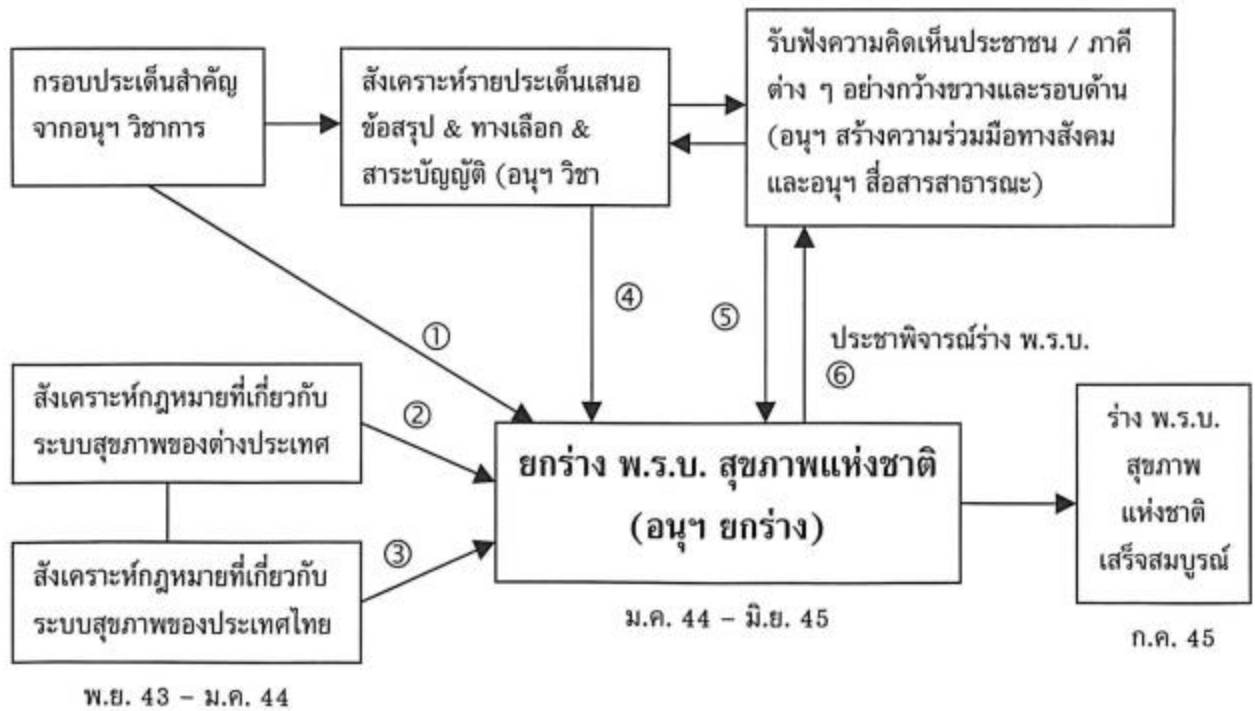 กรอบประเด็นสำคัญ
จากอนุฯ วิชาการ
สังเคราะห์รายประเด็นเสนอ
ข้อสรุป & ทางเลือก &
สาระบัญญัติ (อนุฯ วิชา
รับฟังความคิดเห็นประชาชน / ภาคี
ต่าง ๆ อย่างกว้างขวางและรอบด้าน
(อนุฯ สร้างความร่วมมือทางสังคม
และอนุฯ สื่อสารสาธารณะ)
①
④
⑤
ประชาพิจารณ์ร่าง พ.ร.บ.
⑥
สังเคราะห์กฎหมายที่เกี่ยวกับ
ระบบสุขภาพของต่างประเทศ
②
สังเคราะห์กฎหมายที่เกี่ยวกับ
ระบบสุขภาพของประเทศไทย
③
พ.ย. 43 – ม.ค. 44
ยกร่าง พ.ร.บ. สุขภาพแห่งชาติ
(อนุฯ ยกร่าง)
ม.ค. 44 – มิ.ย. 45
ร่าง พ.ร.บ.
สุขภาพ
แห่งชาติ
เสร็จสมบูรณ์
ก.ค. 45